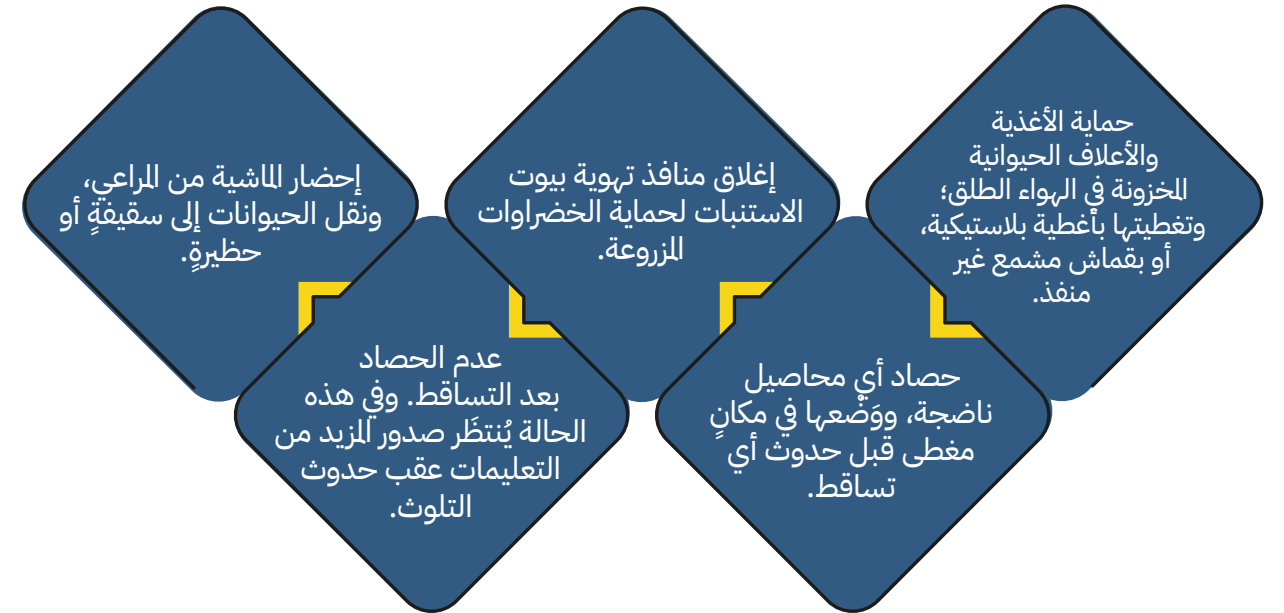 حماية الأغذية
والأعلاف الحيوانية
المخزونة في الهواء الطلق؛
وتغطيتها بأغطية بلاستيكية،
أو بقماش مشمع غير
منفذ.
حصاد أي محاصيل
ناضجة، ووَضْعها في مكانٍ
مغطى قبل حدوث أي
تساقط.
إغلاق منافذ تهوية بيوت
الاستنبات لحماية الخضراوات
المزروعة.
عدم الحصاد
بعد التساقط. وفي هذه
الحالة يُنتظَر صدور المزيد من
التعليمات عقب حدوث
التلوث.
إحضار الماشية من المراعي،
ونقل الحيوانات إلى سقيفةٍ أو
حظيرةٍ.